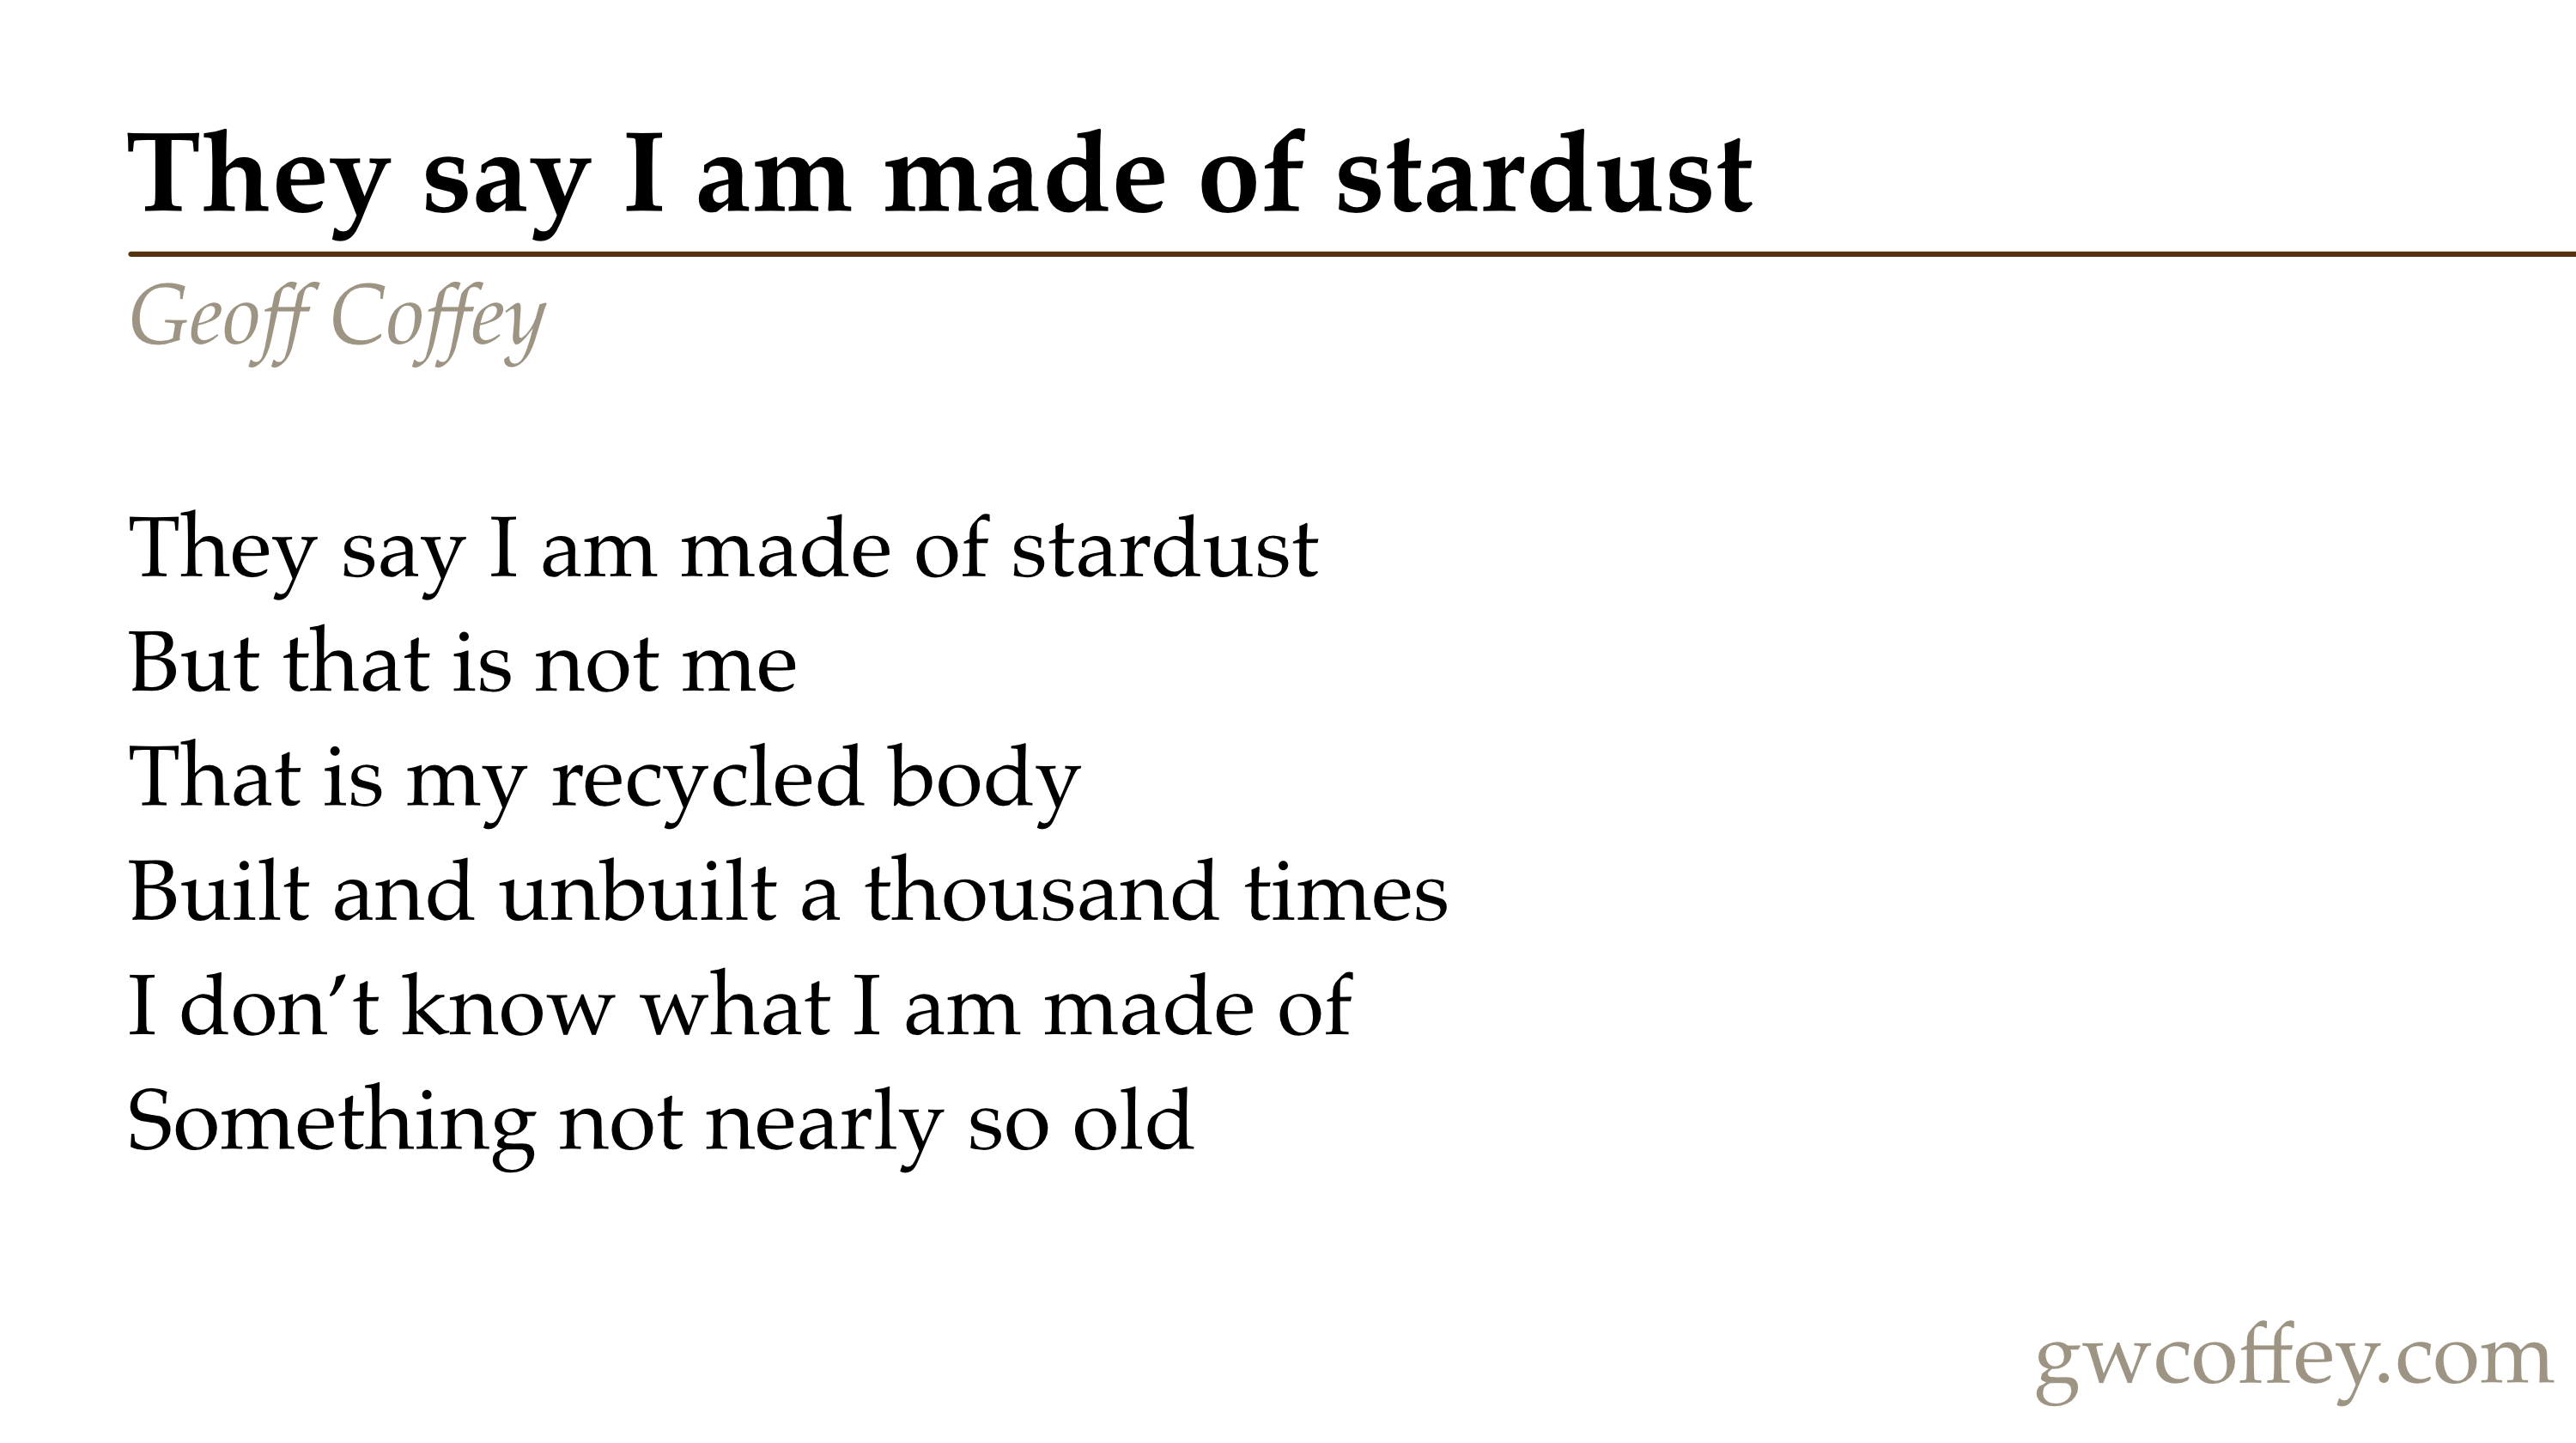 They say I am made of stardust
Geoff Coffey
They say I am made of stardust
But that is not me
That is my recycled body
Built and unbuilt a thousand times
I don’t know what I am made of
Something not nearly so old
gwcoffey.com